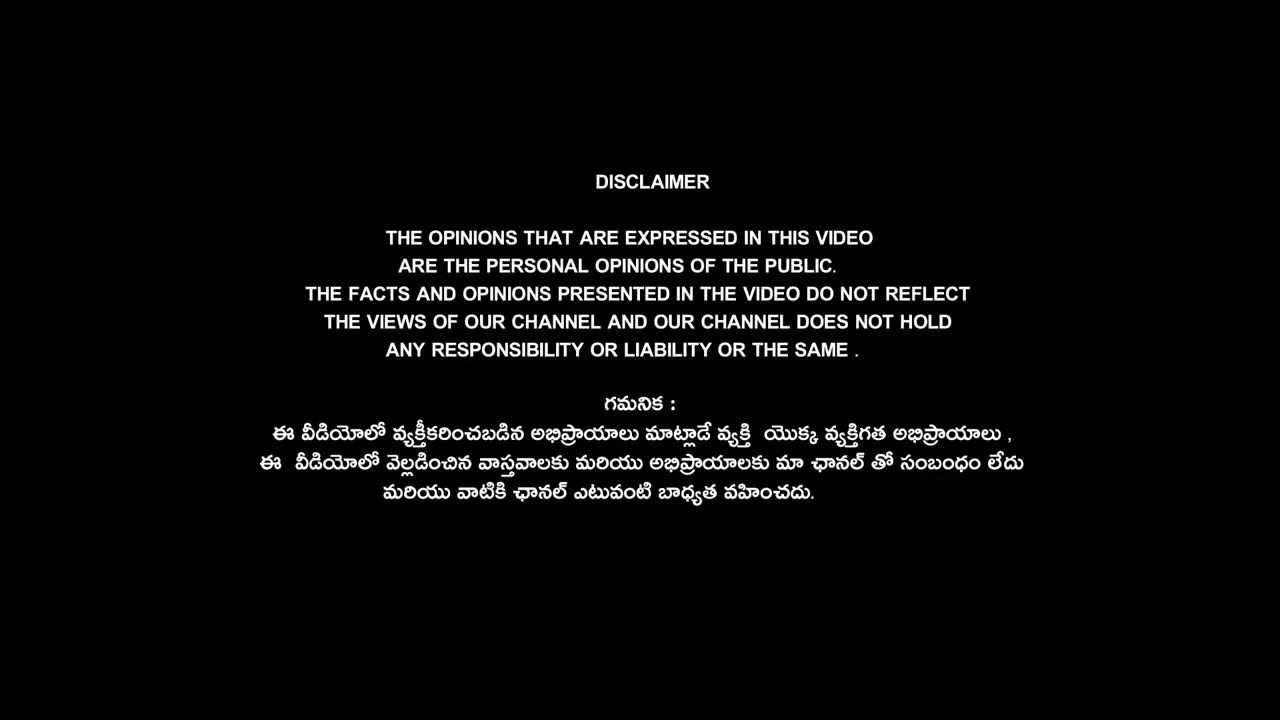 DISCLAIMER
THE OPINIONS THAT ARE EXPRESSED IN THIS VIDEO
ARE THE PERSONAL OPINIONS OF THE PUBLIC.
THE FACTS AND OPINIONS PRESENTED IN THE VIDEO DO NOT REFLECT
THE VIEWS OF OUR CHANNEL AND OUR CHANNEL DOES NOT HOLD
ANY RESPONSIBILITY OR LIABILITY OR THE SAME .
గమనిక :
ఈ వీడియోలో వ్యక్తీకరించబడిన అభిప్రాయాలు మాట్లాడే వ్యక్తి యొక్క వ్యక్తిగత అభిప్రాయాలు ,
ఈ వీడియోలో వెల్లడించిన వాస్తవాలకు మరియు అభిప్రాయాలకు మా ఛానల్ తో సంబంధం లేదు
మరియు వాటికి ఛానల్ ఎటువంటి బాధ్యత వహించదు.